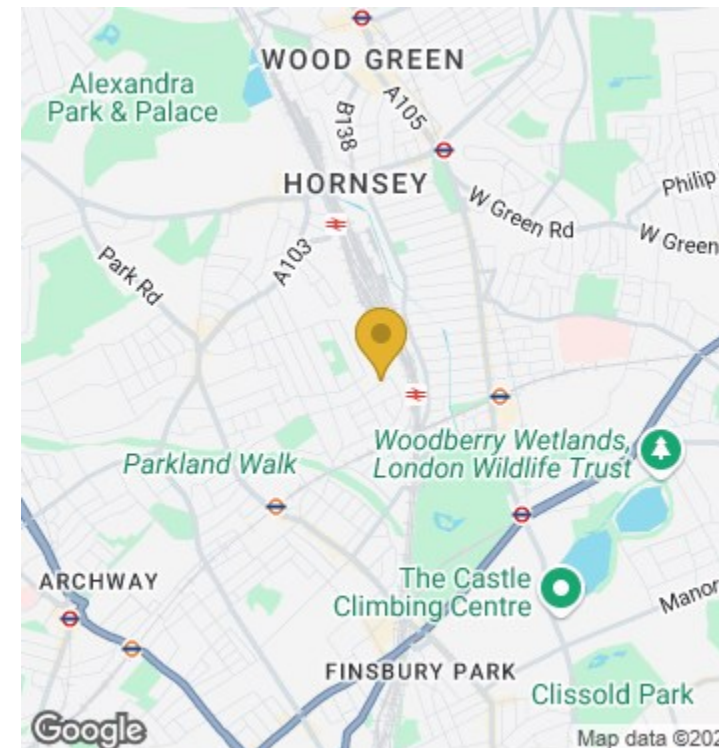 WOOD GREEN
Alexandra
Park & Palace
A105
B138
HORNSEY
Philip
W Green Rd
W Green
A103
Park Rd
Woodberry Wetlands,
London Wildlife Trust
Parkland Walk
ARCHWAY
The Castle
Climbing Centre
Manor
FINSBURY PARK
Clissold Park
Google
Map data ©202